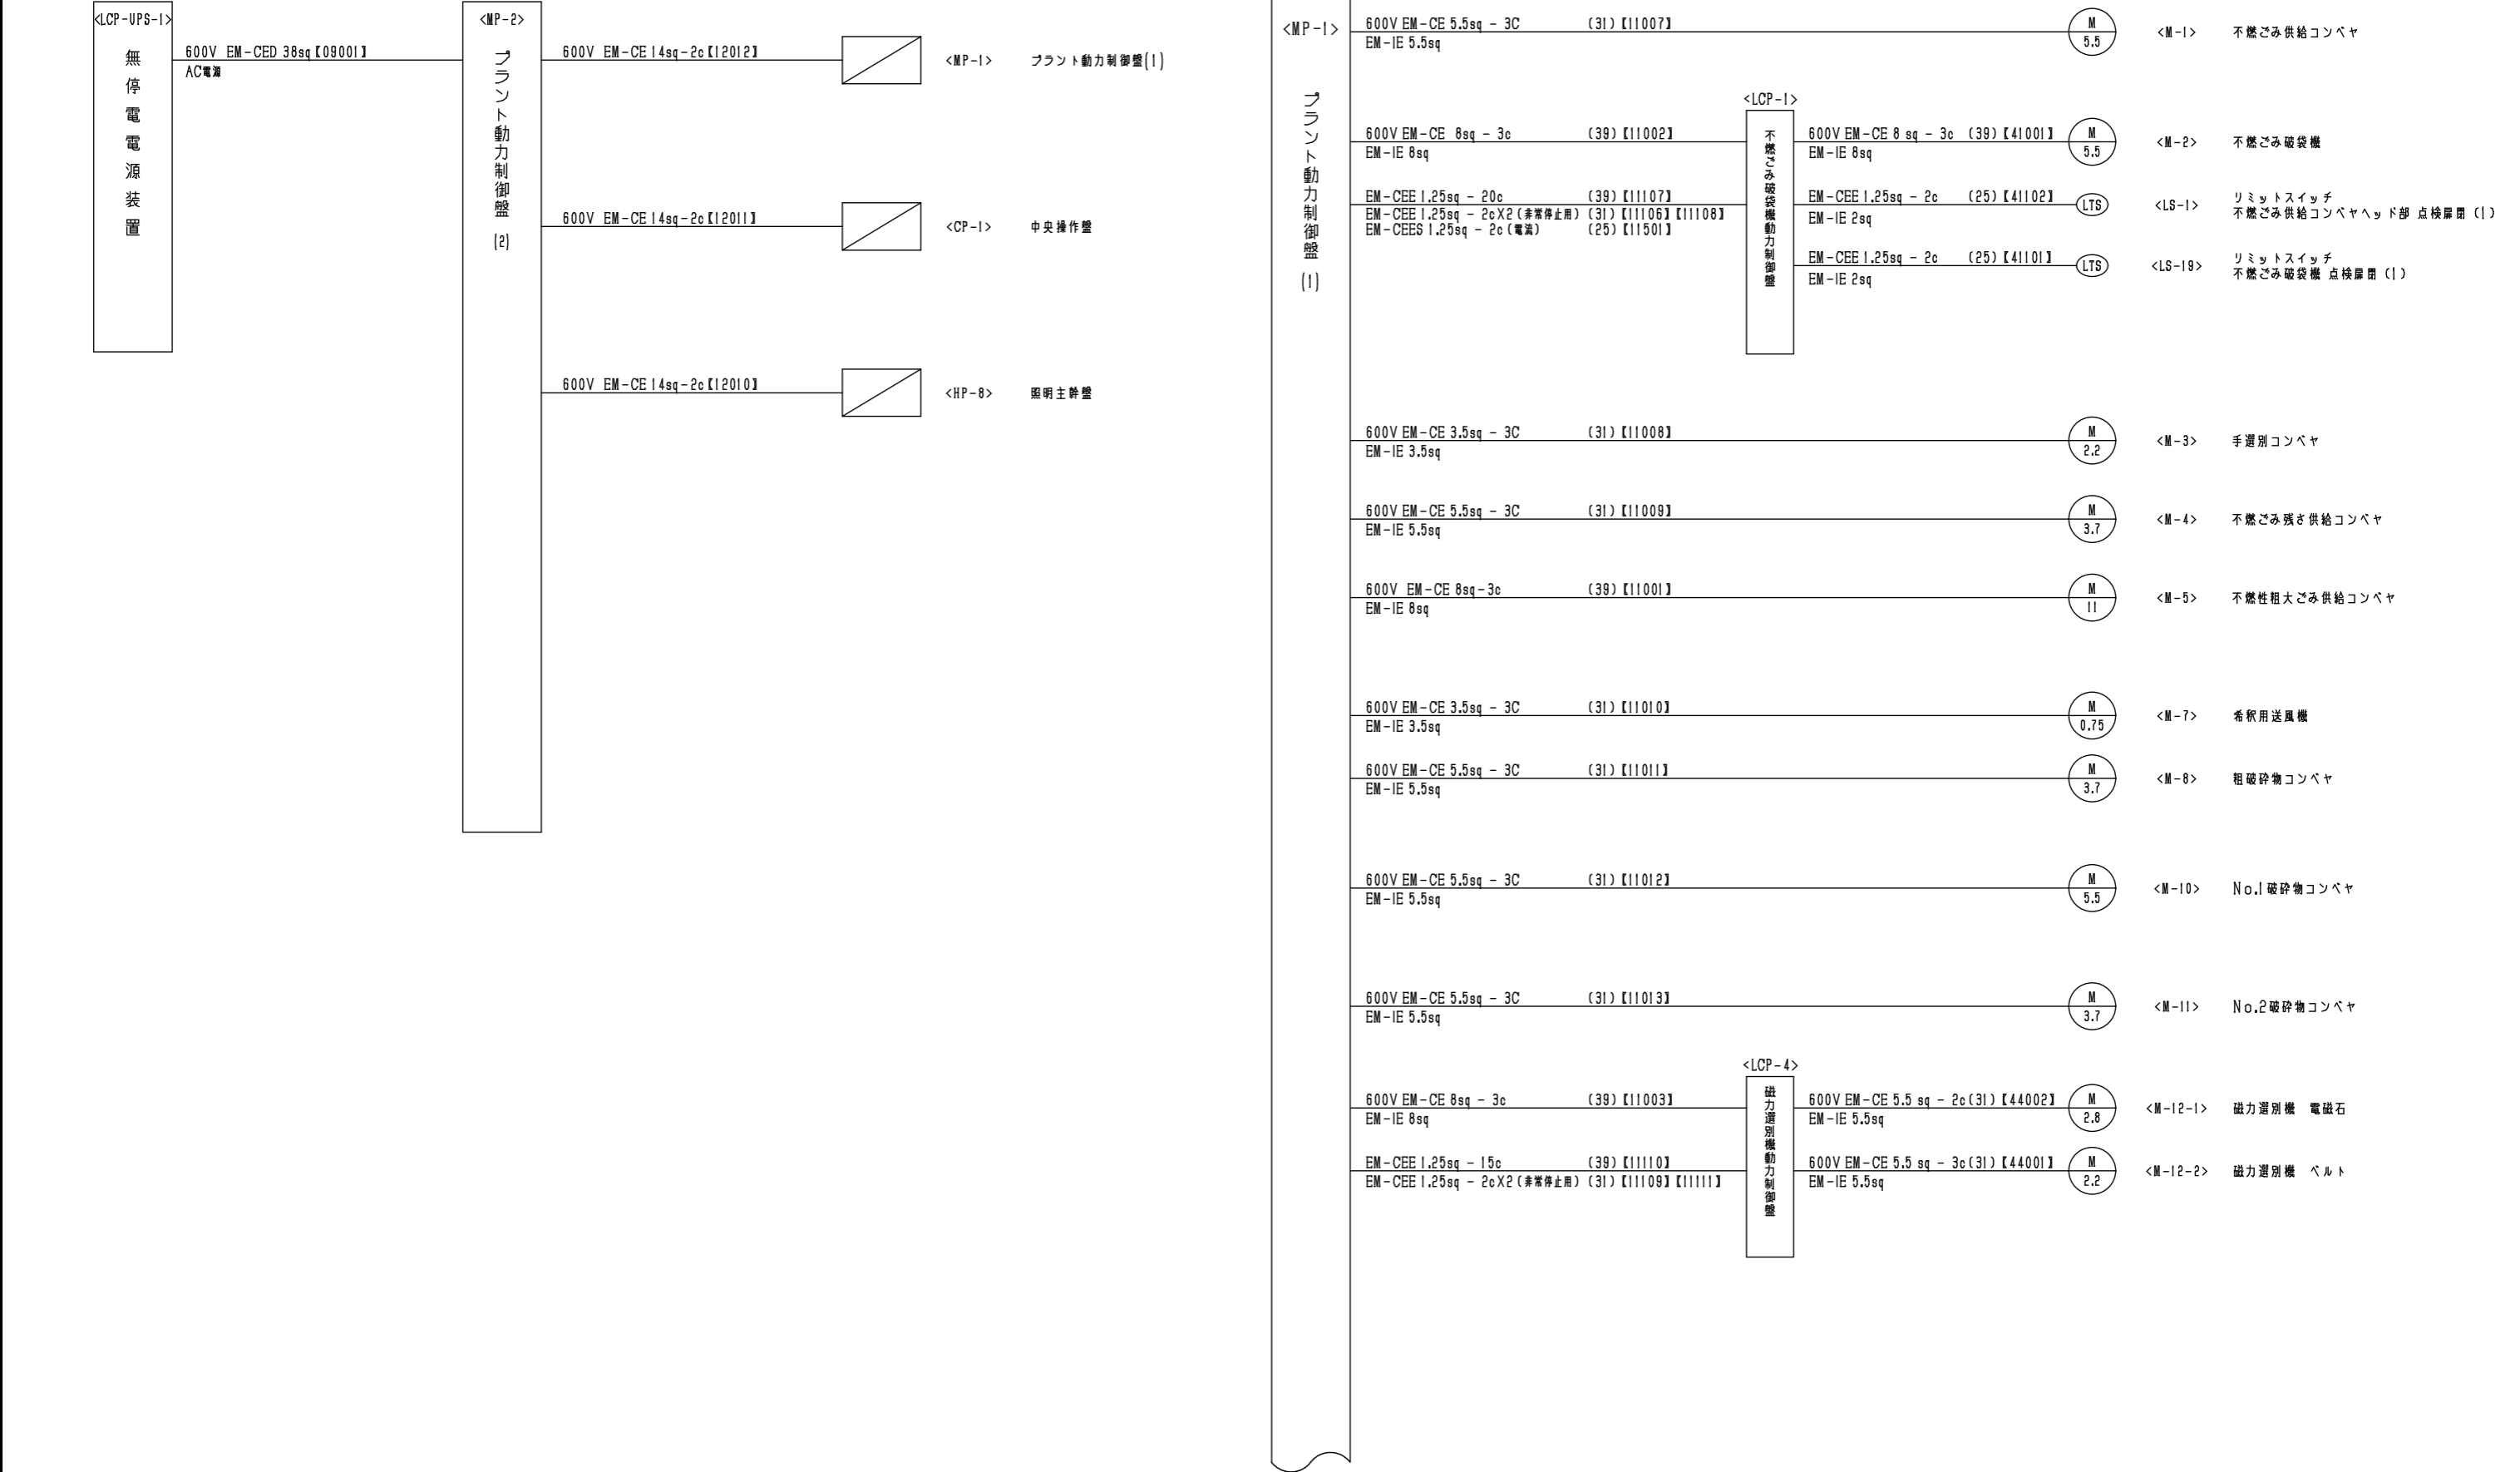 <LCP-UPS-1>
無停電電源装置
600V EM-CED 38sq【09001】
AC電源
<MP-2>
プラント動力制御盤(2)
600V EM-CE 14sq-2c【12012】
<MP-1> プラント動力制御盤(1)
600V EM-CE 14sq-2c【12011】
<CP-1> 中央操作盤
600V EM-CE 14sq-2c【12010】
<HP-8> 照明主幹盤
<MP-1>
プラント動力制御盤(1)
600V EM-CE 5.5sq - 3C (31)【11007】
EM-IE 5.5sq
M
5.5
<M-1> 不燃ごみ供給コンベヤ
<LCP-1>
不燃ごみ破袋機動力制御盤
600V EM-CE 8sq - 3c (39)【11002】
EM-IE 8sq
600V EM-CE 8 sq - 3c (39)【41001】
EM-IE 8sq
M
5.5
<M-2> 不燃ごみ破袋機
EM-CEE 1.25sq - 20c (39)【11107】
EM-CEE 1.25sq - 2cX2(非常停止用) (31)【11106】【11108】
EM-CEES 1.25sq - 2c(電流) (25)【11501】
EM-CEE 1.25sq - 2c (25)【41102】
EM-IE 2sq
LTS
<LS-1> リミットスイッチ
不燃ごみ供給コンベヤヘッド部 点検扉閉(1)
EM-CEE 1.25sq - 2c (25)【41101】
EM-IE 2sq
LTS
<LS-19> リミットスイッチ
不燃ごみ破袋機 点検扉閉(1)
600V EM-CE 3.5sq - 3C (31)【11008】
EM-IE 3.5sq
M
2.2
<M-3> 手選別コンベヤ
600V EM-CE 5.5sq - 3C (31)【11009】
EM-IE 5.5sq
M
3.7
<M-4> 不燃ごみ残さ供給コンベヤ
600V EM-CE 8sq-3c (39)【11001】
EM-IE 8sq
M
11
<M-5> 不燃性粗大ごみ供給コンベヤ
600V EM-CE 3.5sq - 3C (31)【11010】
EM-IE 3.5sq
M
0.75
<M-7> 希釈用送風機
600V EM-CE 5.5sq - 3C (31)【11011】
EM-IE 5.5sq
M
3.7
<M-8> 粗破砕物コンベヤ
600V EM-CE 5.5sq - 3C (31)【11012】
EM-IE 5.5sq
M
5.5
<M-10> No.1破砕物コンベヤ
600V EM-CE 5.5sq - 3C (31)【11013】
EM-IE 5.5sq
M
3.7
<M-11> No.2破砕物コンベヤ
<LCP-4>
磁力選別機動力制御盤
600V EM-CE 8sq - 3c (39)【11003】
EM-IE 8sq
600V EM-CE 5.5 sq - 2c(31)【44002】
EM-IE 5.5sq
M
2.8
<M-12-1> 磁力選別機 電磁石
EM-CEE 1.25sq - 15c (39)【11110】
EM-CEE 1.25sq - 2cX2(非常停止用) (31)【11109】【11111】
600V EM-CE 5.5 sq - 3c(31)【44001】
EM-IE 5.5sq
M
2.2
<M-12-2> 磁力選別機 ベルト